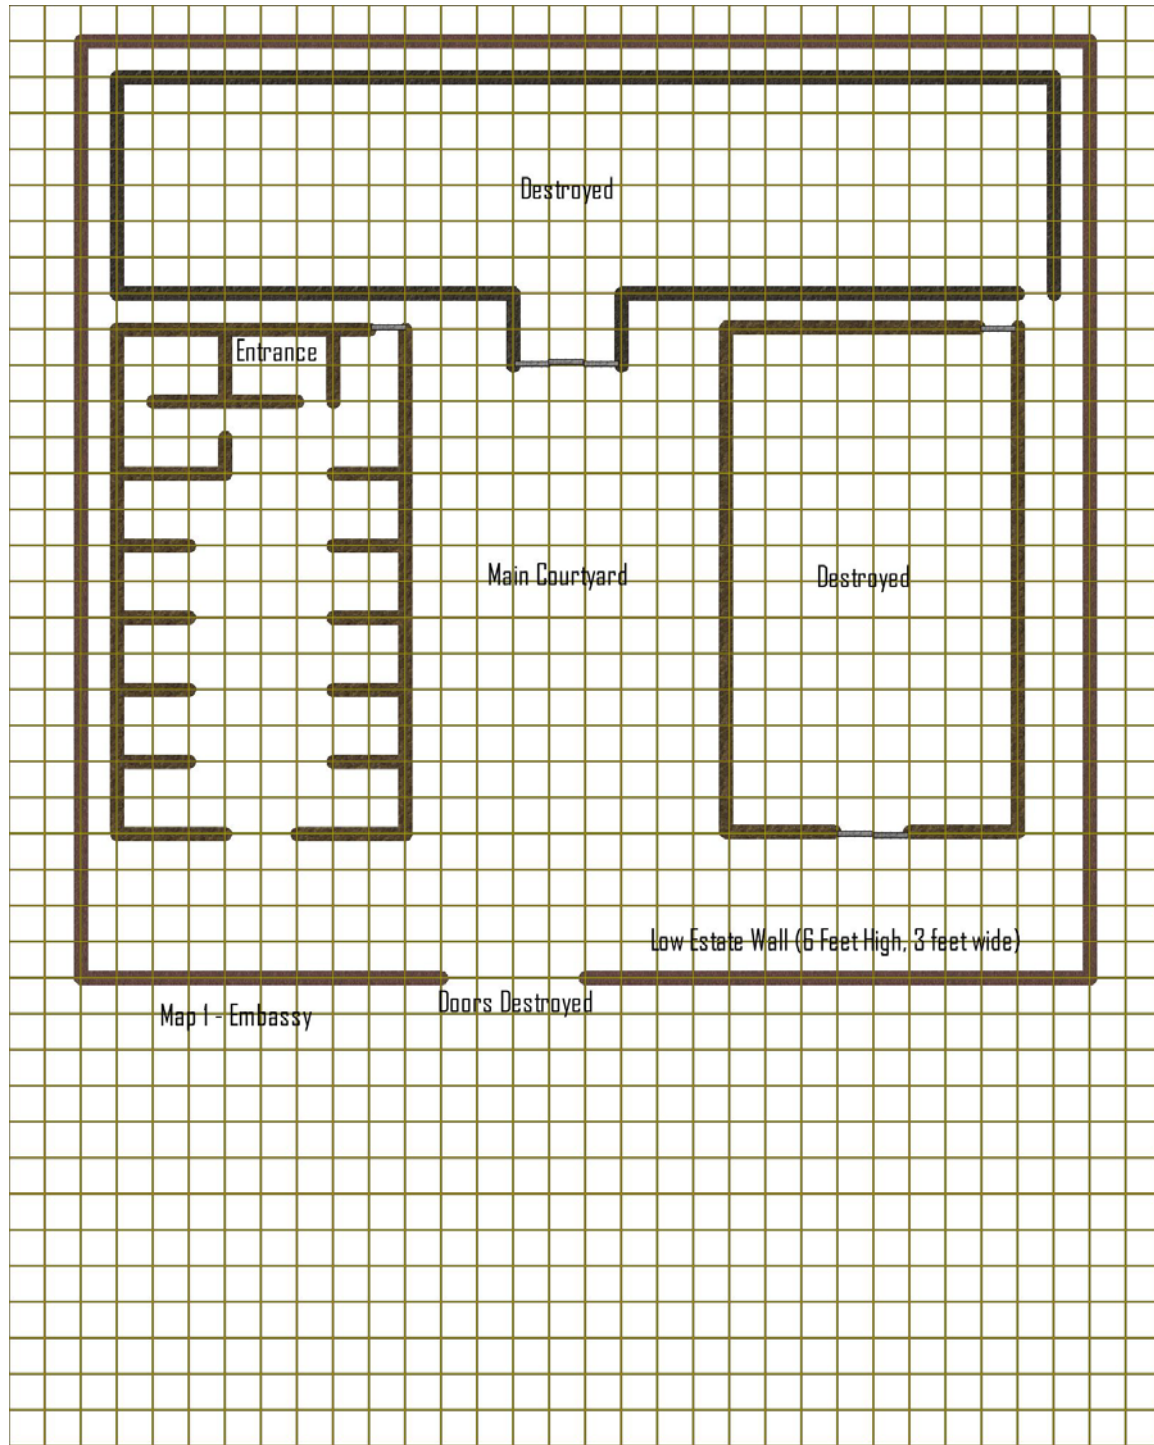 Destroyed
Entrance
Main Courtyard
Destroyed
Low Estate Wall (6 Feet High, 3 feet wide)
Doors Destroyed
Map 1 - Embassy